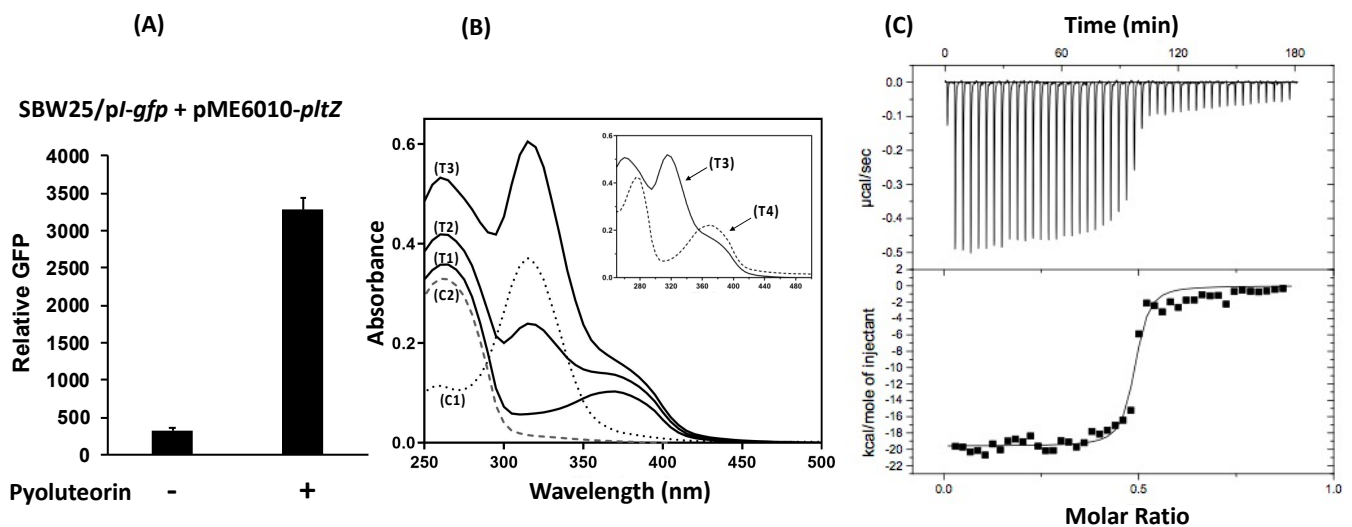 (A)
SBW25/pI-gfp + pME6010-pltZ
Relative GFP
4000
3500
3000
2500
2000
1500
1000
500
0
Pyoluteorin - +
(B)
Absorbance
0.6
0.4
0.2
0.0
(T3)
(T2)
(T1)
(C2)
(C1)
250 300 350 400 450 500
Wavelength (nm)
0.6
0.4
0.2
0.0
280 320 360 400 440 480
(T3)
(T4)
(C)
Time (min)
0 60 120 180
µcal/sec
0.0
-0.1
-0.2
-0.3
-0.4
-0.5
kcal/mole of injectant
2
0
-2
-4
-6
-8
-10
-12
-14
-16
-18
-20
-22
0.0 0.5 1.0
Molar Ratio